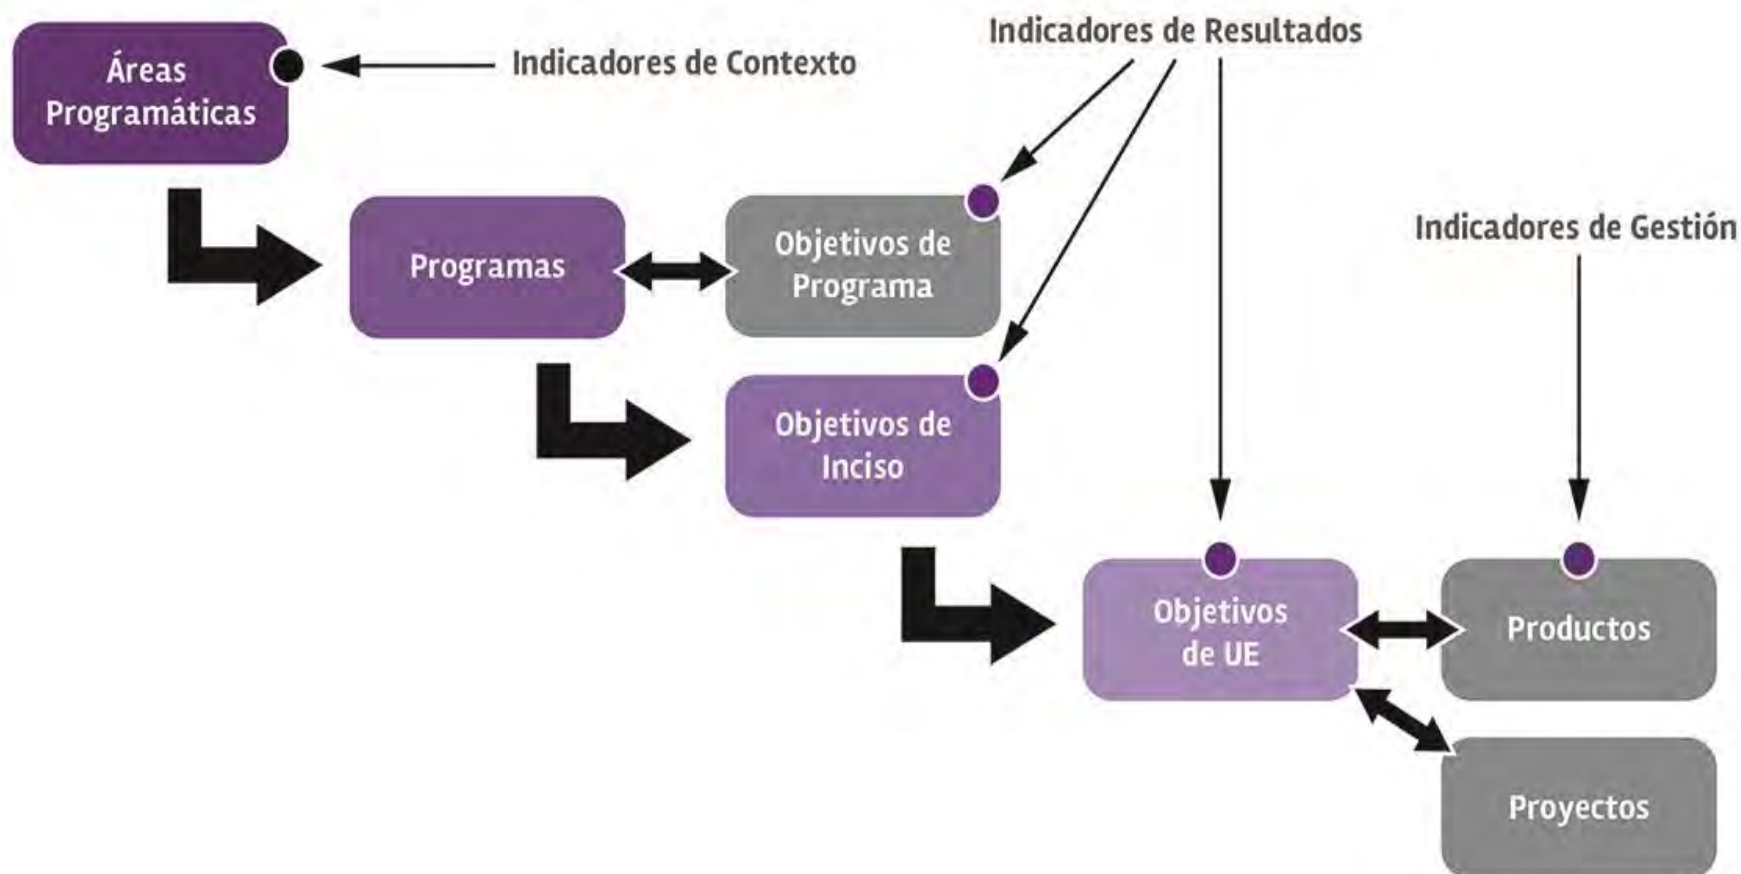 Indicadores de Resultados
Áreas
Programáticas
Indicadores de Contexto
Programas
Objetivos de
Programa
Indicadores de Gestión
Objetivos de
Inciso
Objetivos
de UE
Productos
Proyectos